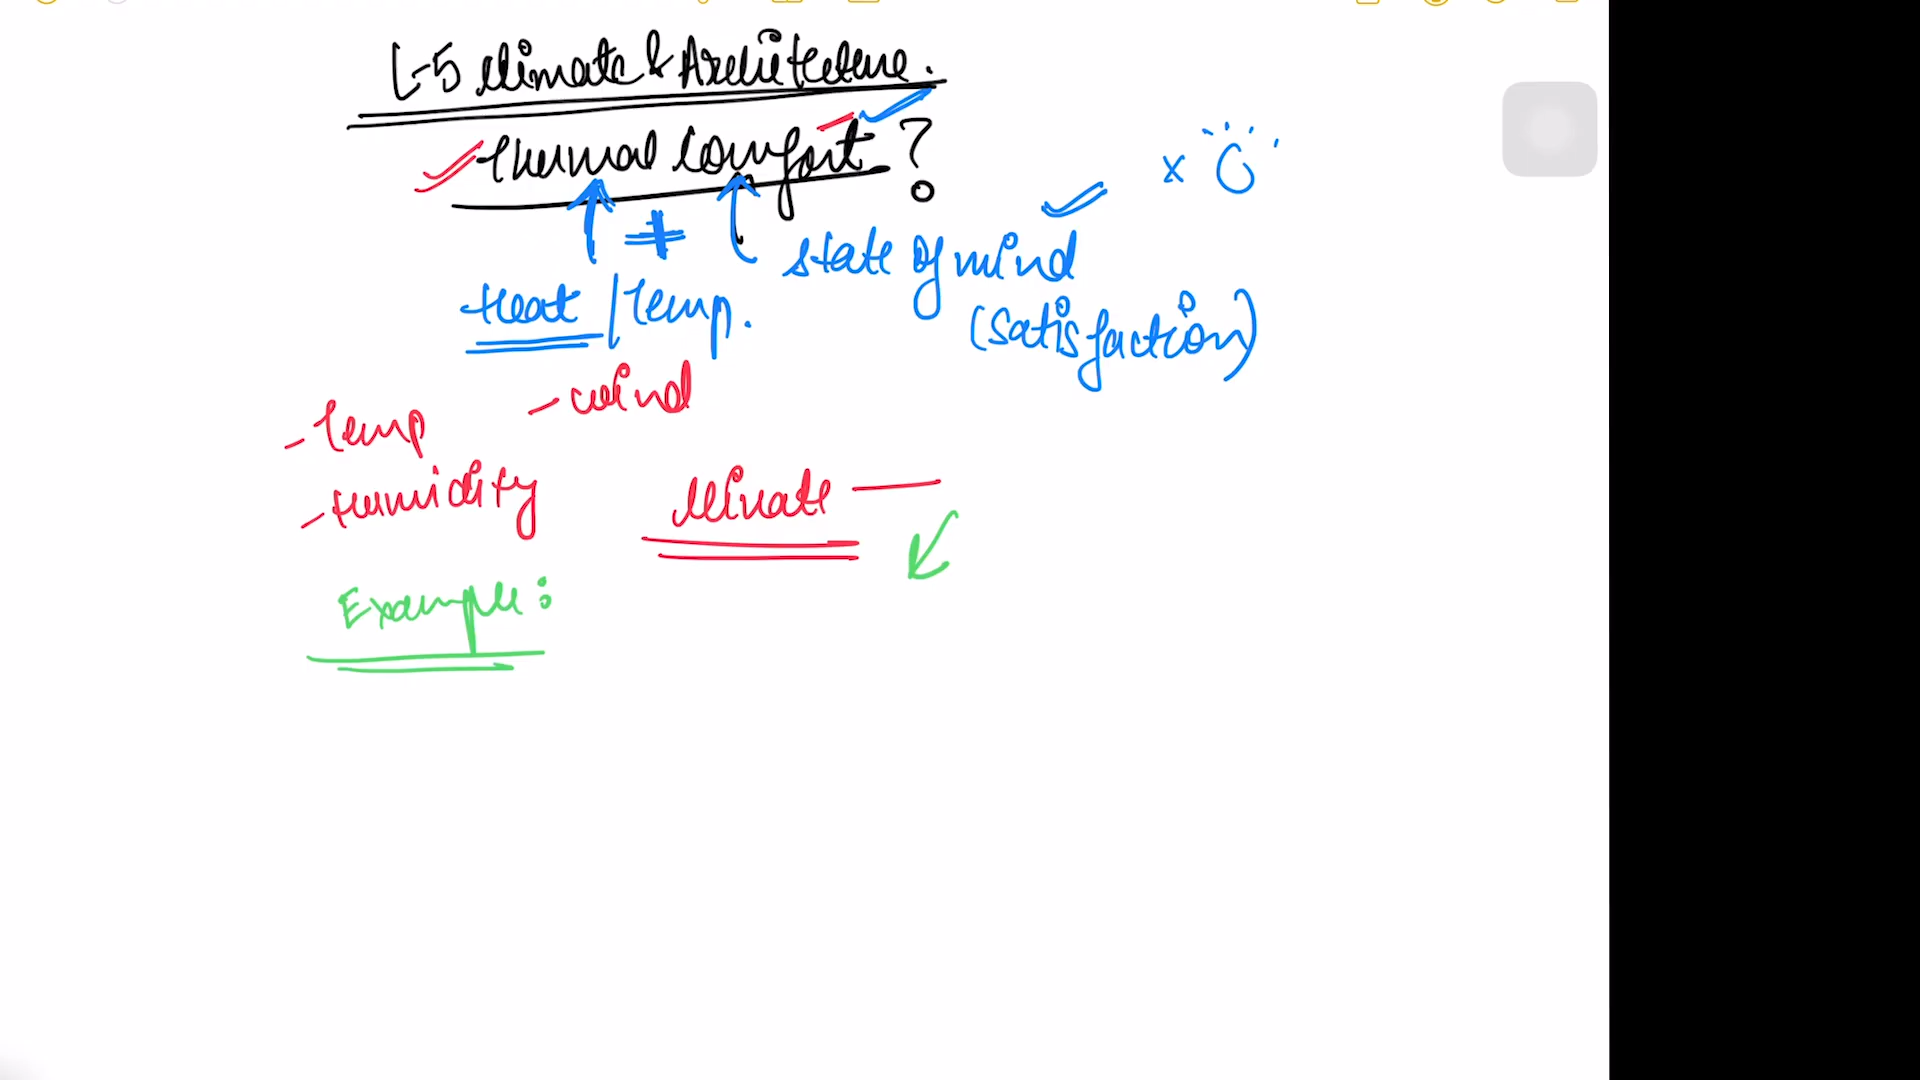 L-5 Climate & Architecture.
Thermal Comfort ?
x
+
State of mind
Heat / Temp.
(Satisfaction)
- wind
- Temp
- Humidity
Climate —
Example: